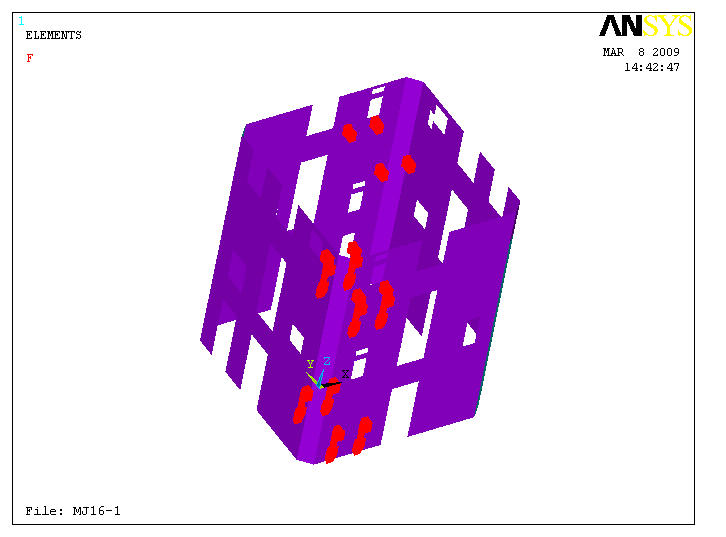 1
ELEMENTS
F
ANSYS
MAR 8 2009
14:42:47
Y Z X
File: MJ16-1